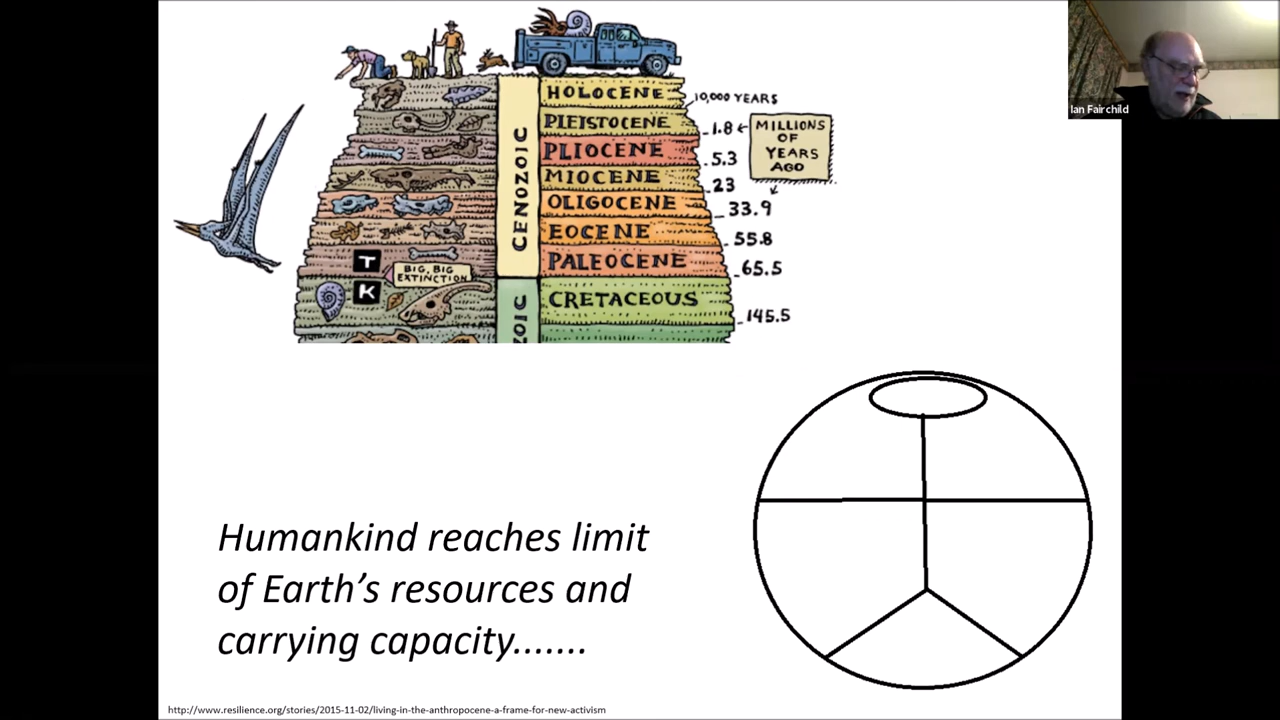 HOLOCENE
10,000 YEARS
PLEISTOCENE
1.8
MILLIONS
OF
YEARS
AGO
PLIOCENE
5.3
MIOCENE
23
OLIGOCENE
33.9
EOCENE
55.8
PALEOCENE
65.5
CENOZOIC
T
BIG, BIG
EXTINCTION
K
CRETACEOUS
145.5
ZOIC
Ian Fairchild
Humankind reaches limit
of Earth's resources and
carrying capacity.......
http://www.resilience.org/stories/2015-11-02/living-in-the-anthropocene-a-frame-for-new-activism